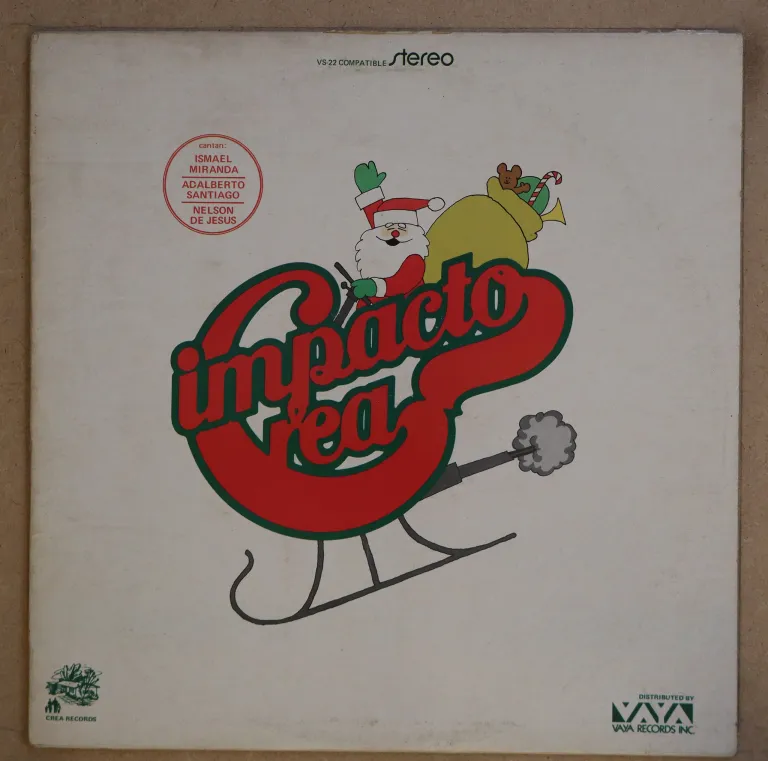 VS-22 COMPATIBLE stereo
cantan:
ISMAEL
MIRANDA
ADALBERTO
SANTIAGO
NELSON
DE JESUS
impacto
Crea
CREA RECORDS
DISTRIBUTED BY
VAYA
VAYA RECORDS INC.